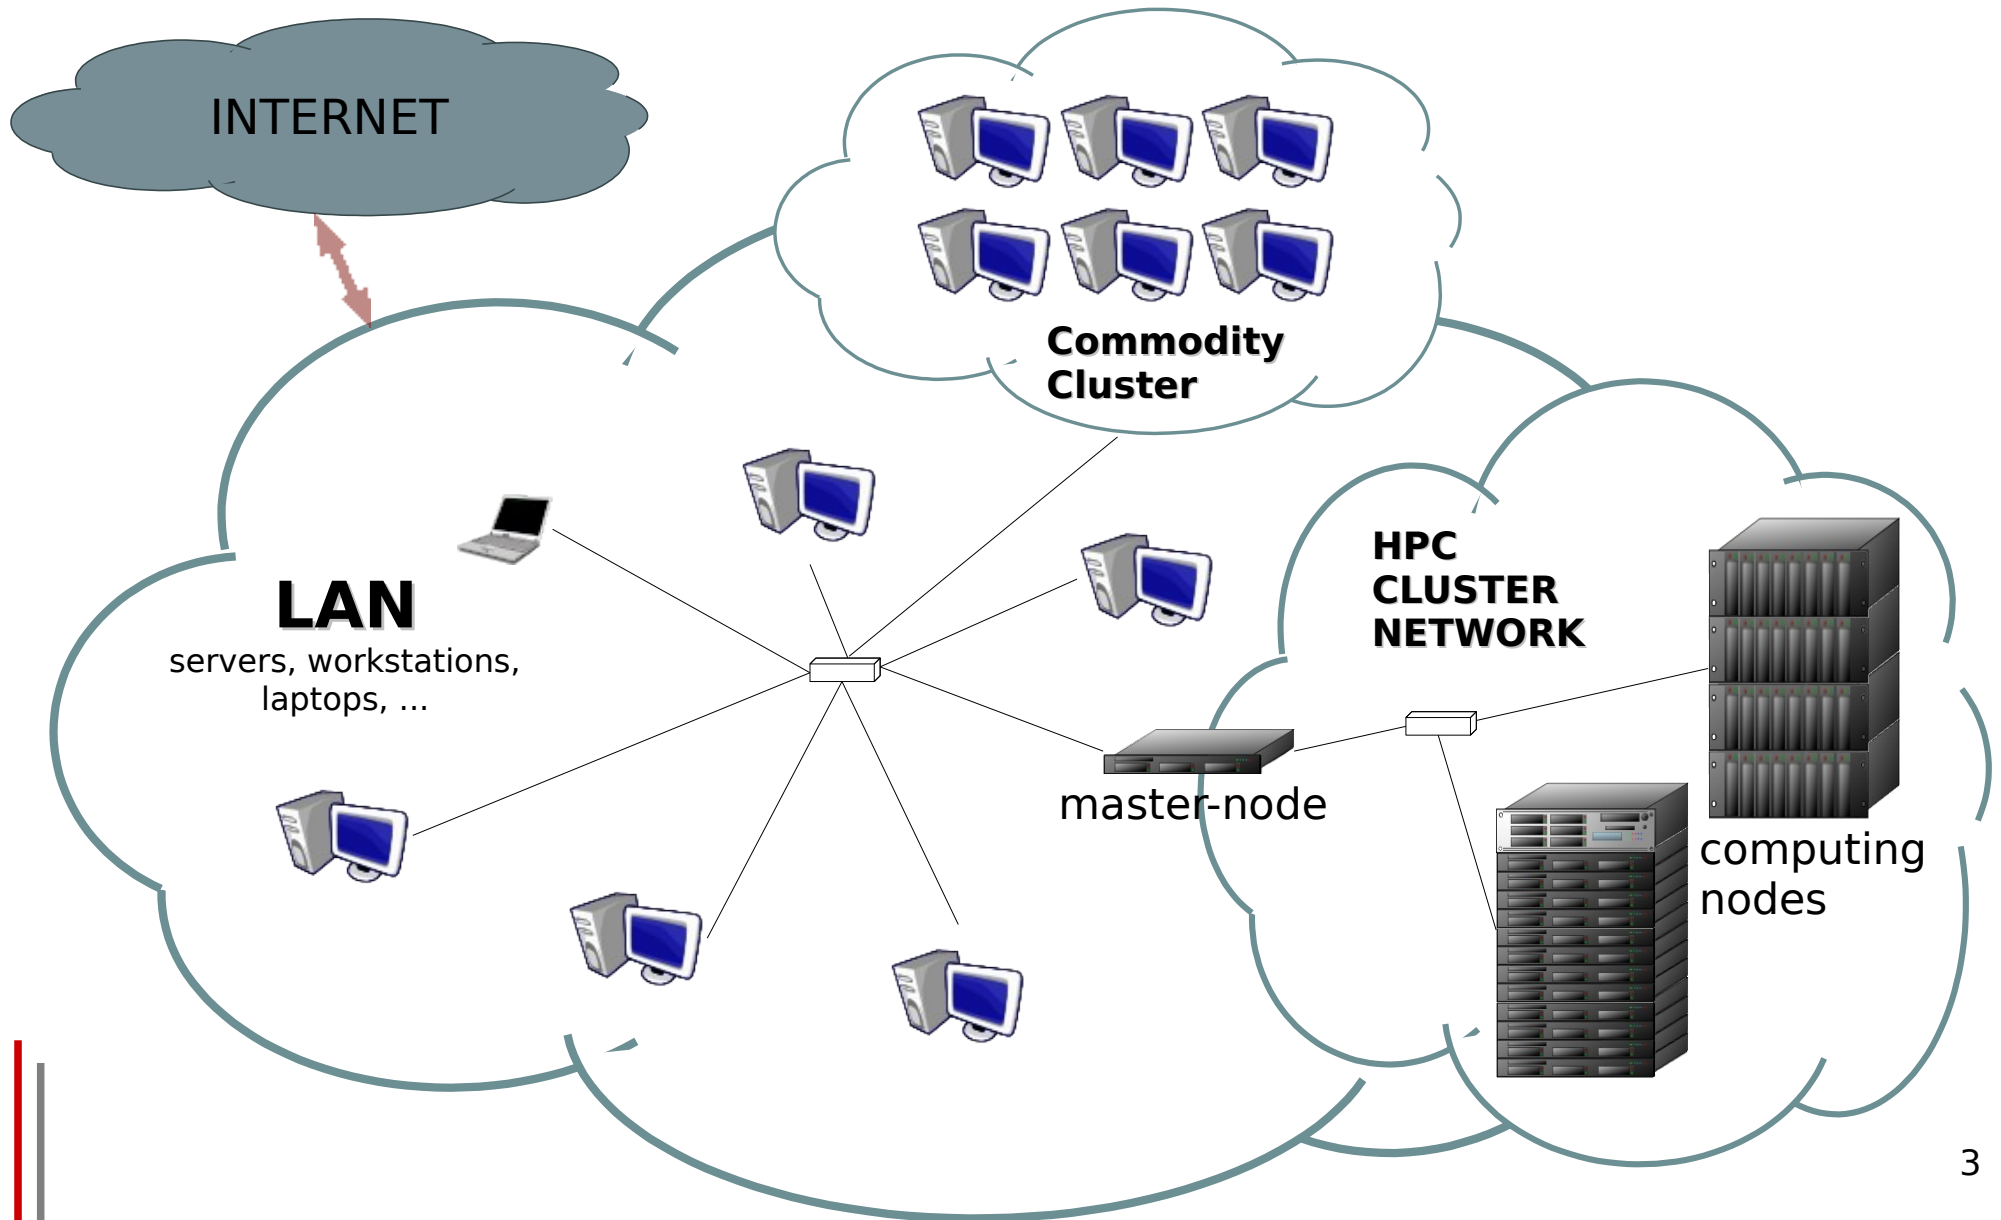 INTERNET
Commodity
Cluster
HPC
CLUSTER
NETWORK
LAN
servers, workstations,
laptops, ...
master-node
computing
nodes
3